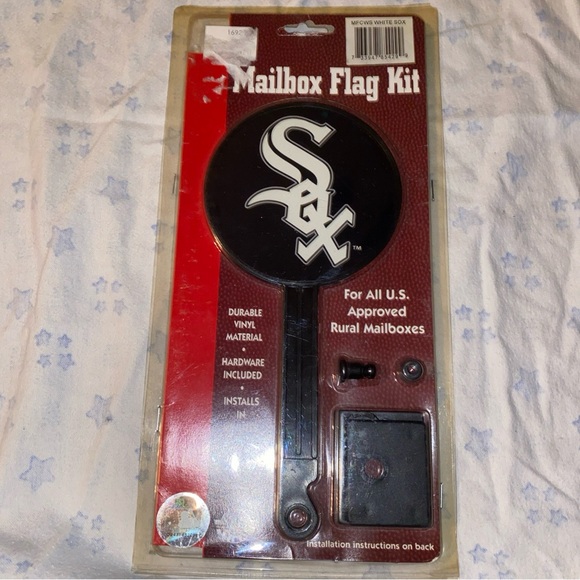 MFCWS WHITE SOX
Mailbox Flag Kit
Sox
TM
For All U.S.
Approved
Rural Mailboxes
DURABLE
VINYL
MATERIAL
HARDWARE
INCLUDED
INSTALLS
IN
Installation instructions on back